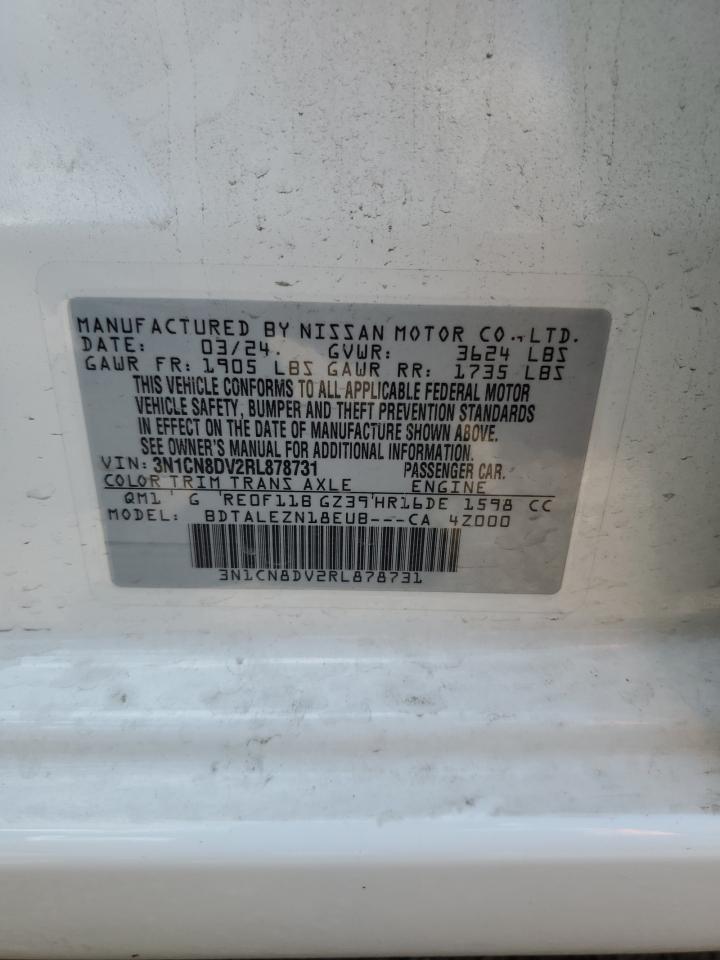 MANUFACTURED BY NISSAN MOTOR CO.,LTD.
DATE: 03/24. GVWR: 3624 LBS
GAWR FR: 1905 LBS GAWR RR: 1735 LBS
THIS VEHICLE CONFORMS TO ALL APPLICABLE FEDERAL MOTOR
VEHICLE SAFETY, BUMPER AND THEFT PREVENTION STANDARDS
IN EFFECT ON THE DATE OF MANUFACTURE SHOWN ABOVE.
SEE OWNER'S MANUAL FOR ADDITIONAL INFORMATION.
VIN: 3N1CN8DV2RL878731 PASSENGER CAR.
COLOR TRIM TRANS AXLE ENGINE
QM1 G RE0F11B GZ39 HR16DE 1598 CC
MODEL: BDTALEZN18EUB---CA 4Z000
3N1CN8DV2RL878731